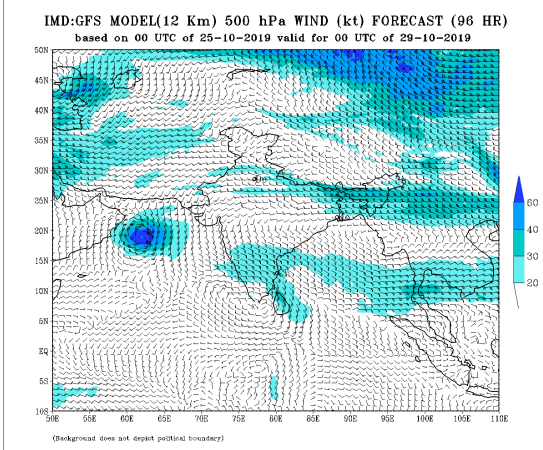 IMD:GFS MODEL(12 Km) 500 hPa WIND (kt) FORECAST (96 HR)
based on 00 UTC of 25-10-2019 valid for 00 UTC of 29-10-2019
50N
45N
40N
35N
30N
25N
20N
15N
10N
5N
EQ
5S
10S
50E 55E 60E 65E 70E 75E 80E 85E 90E 95E 100E 105E 110E
60
40
30
20
(Background does not depict political boundary)